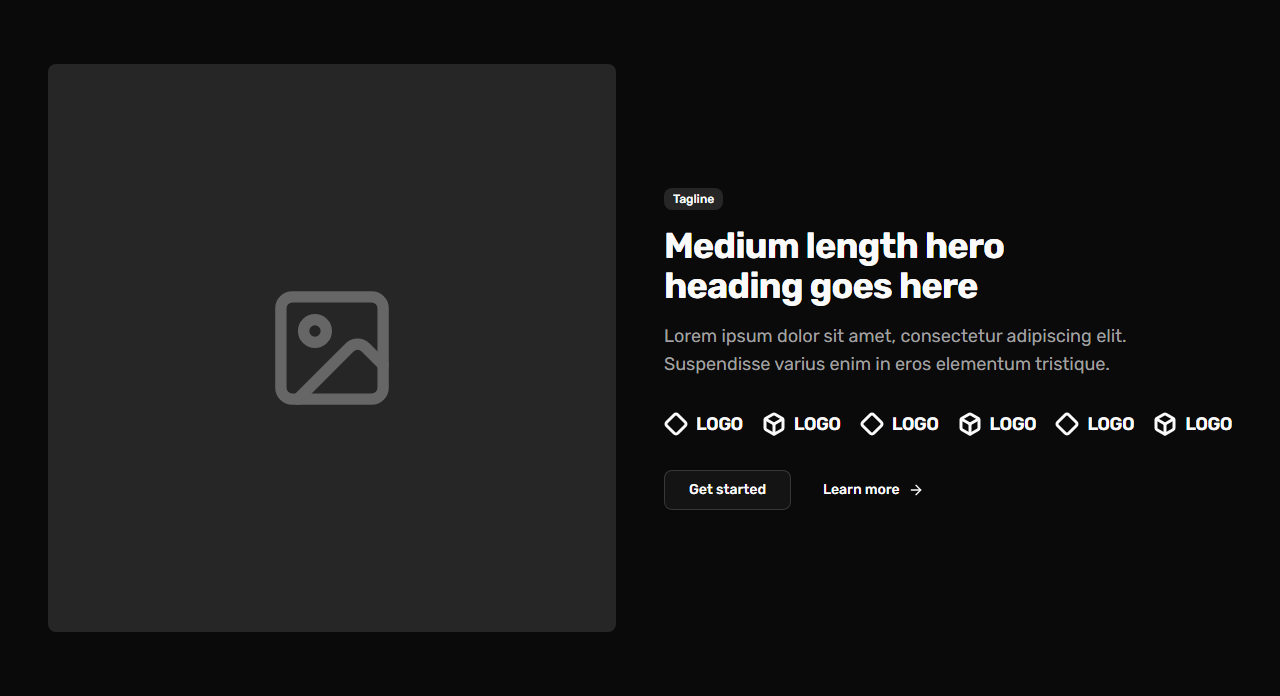 Tagline
Medium length hero
heading goes here
Lorem ipsum dolor sit amet, consectetur adipiscing elit.
Suspendisse varius enim in eros elementum tristique.
LOGO LOGO LOGO LOGO LOGO LOGO
Get started Learn more